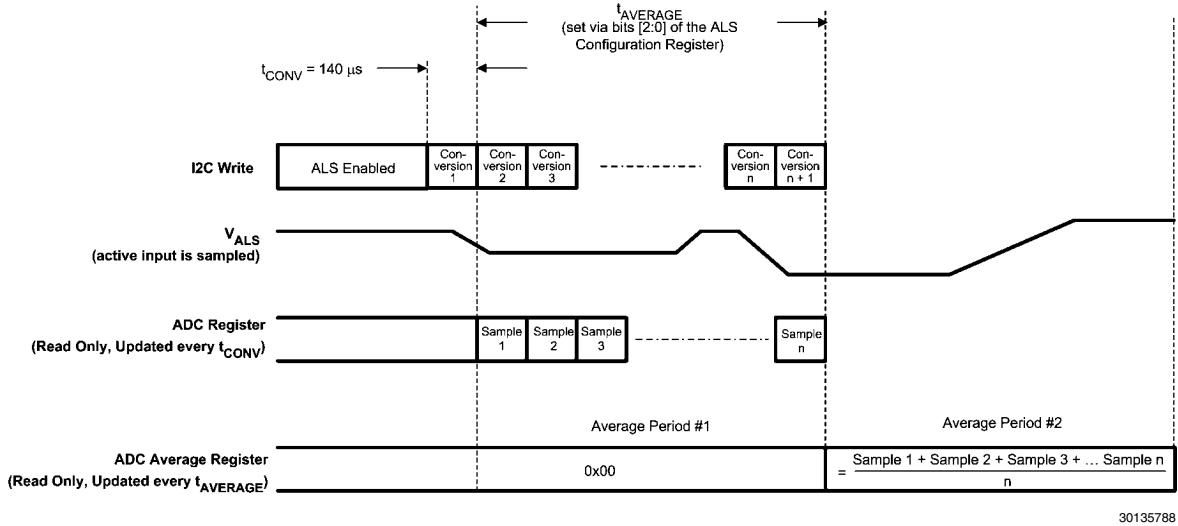 tAVERAGE
(set via bits [2:0] of the ALS
Configuration Register)
tCONV = 140 μs
I2C Write
ALS Enabled
Con-
version
1
Con-
version
2
Con-
version
3
Con-
version
n
Con-
version
n + 1
VALS
(active input is sampled)
ADC Register
(Read Only, Updated every tCONV)
Sample
1
Sample
2
Sample
3
Sample
n
Average Period #1
Average Period #2
ADC Average Register
(Read Only, Updated every tAVERAGE)
0x00
= Sample 1 + Sample 2 + Sample 3 + ... Sample n
n
30135788